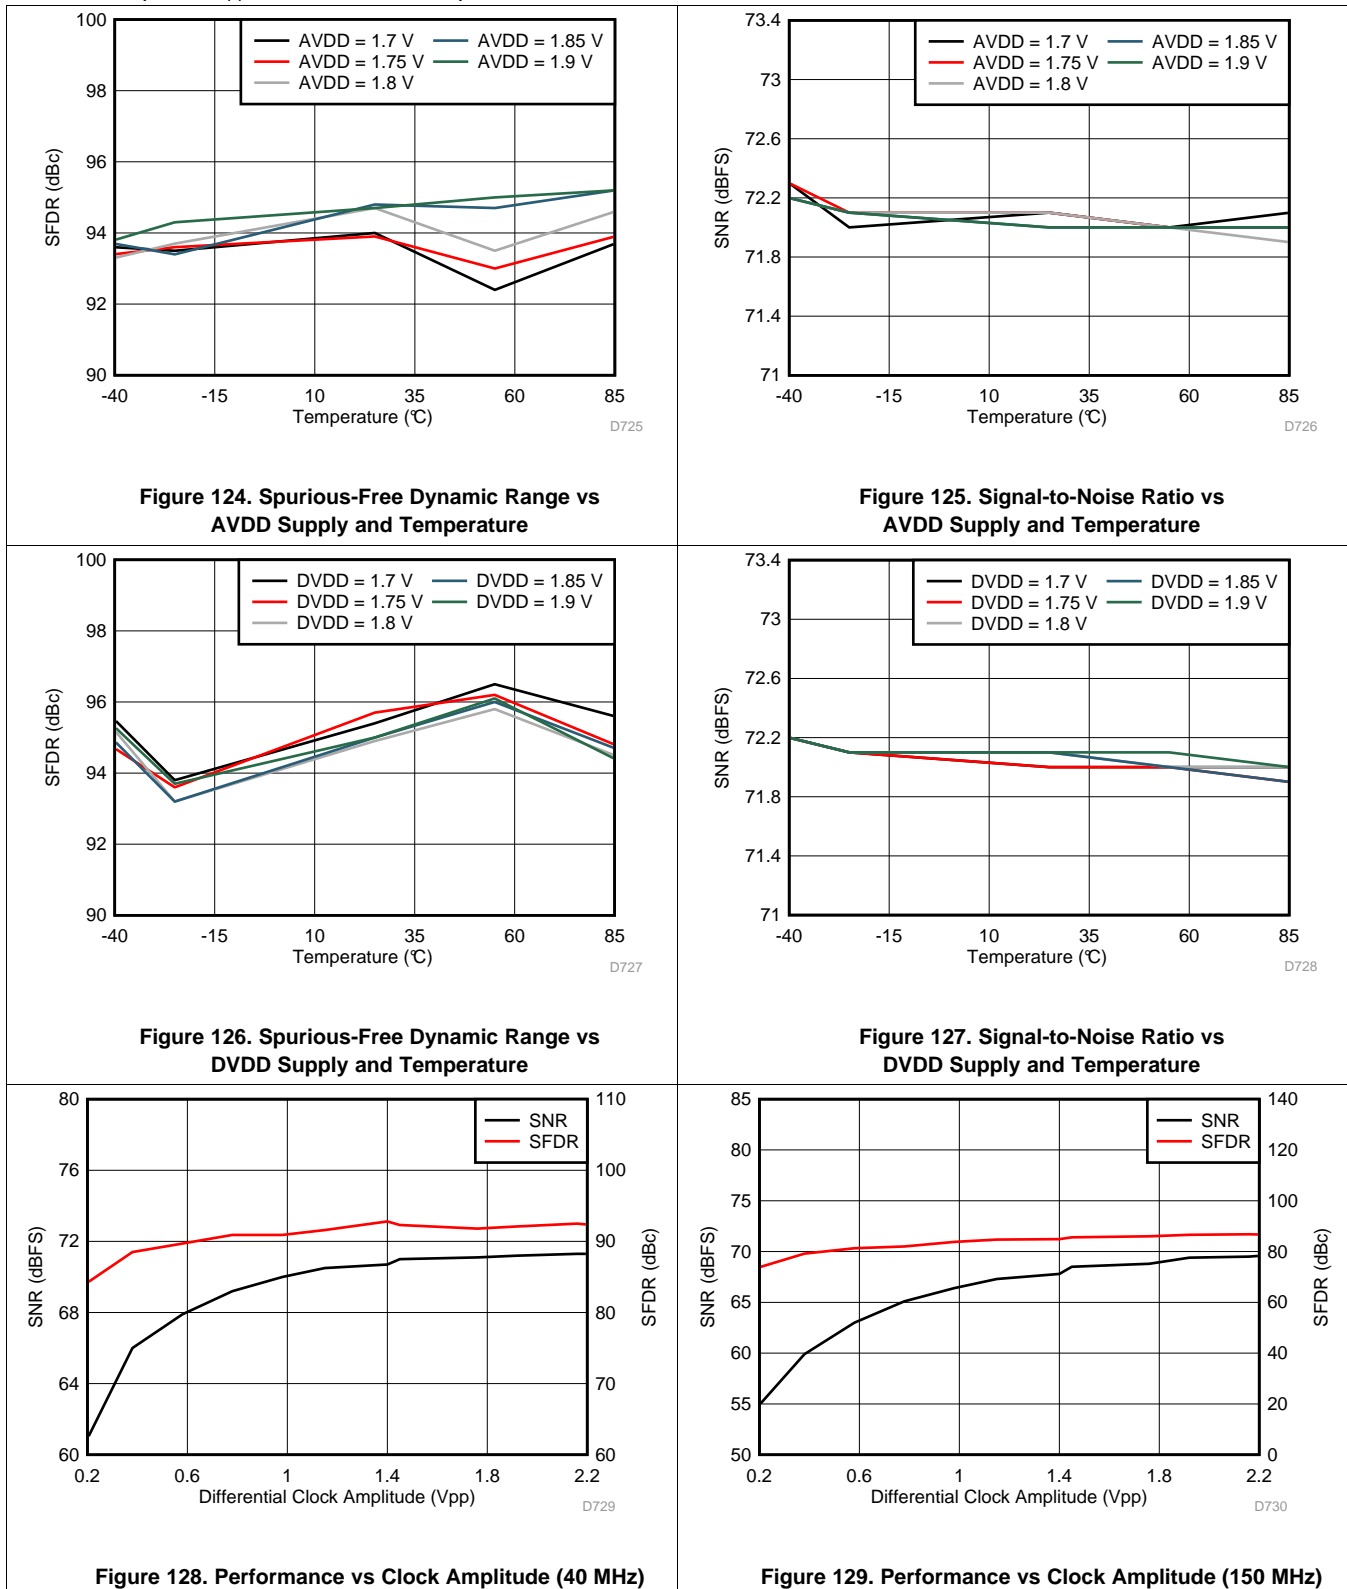 100
98
96
94
92
90
SFDR (dBc)
AVDD = 1.7 V
AVDD = 1.75 V
AVDD = 1.8 V
AVDD = 1.85 V
AVDD = 1.9 V
-40 -15 10 35 60 85
Temperature (°C)
D725
Figure 124. Spurious-Free Dynamic Range vs
AVDD Supply and Temperature
73.4
73
72.6
72.2
71.8
71.4
71
SNR (dBFS)
AVDD = 1.7 V
AVDD = 1.75 V
AVDD = 1.8 V
AVDD = 1.85 V
AVDD = 1.9 V
-40 -15 10 35 60 85
Temperature (°C)
D726
Figure 125. Signal-to-Noise Ratio vs
AVDD Supply and Temperature
100
98
96
94
92
90
SFDR (dBc)
DVDD = 1.7 V
DVDD = 1.75 V
DVDD = 1.8 V
DVDD = 1.85 V
DVDD = 1.9 V
-40 -15 10 35 60 85
Temperature (°C)
D727
Figure 126. Spurious-Free Dynamic Range vs
DVDD Supply and Temperature
73.4
73
72.6
72.2
71.8
71.4
71
SNR (dBFS)
DVDD = 1.7 V
DVDD = 1.75 V
DVDD = 1.8 V
DVDD = 1.85 V
DVDD = 1.9 V
-40 -15 10 35 60 85
Temperature (°C)
D728
Figure 127. Signal-to-Noise Ratio vs
DVDD Supply and Temperature
80
76
72
68
64
60
SNR (dBFS)
SNR
SFDR
110
100
90
80
70
60
SFDR (dBc)
0.2 0.6 1 1.4 1.8 2.2
Differential Clock Amplitude (Vpp)
D729
Figure 128. Performance vs Clock Amplitude (40 MHz)
85
80
75
70
65
60
55
50
SNR (dBFS)
SNR
SFDR
140
120
100
80
60
40
20
0
SFDR (dBc)
0.2 0.6 1 1.4 1.8 2.2
Differential Clock Amplitude (Vpp)
D730
Figure 129. Performance vs Clock Amplitude (150 MHz)